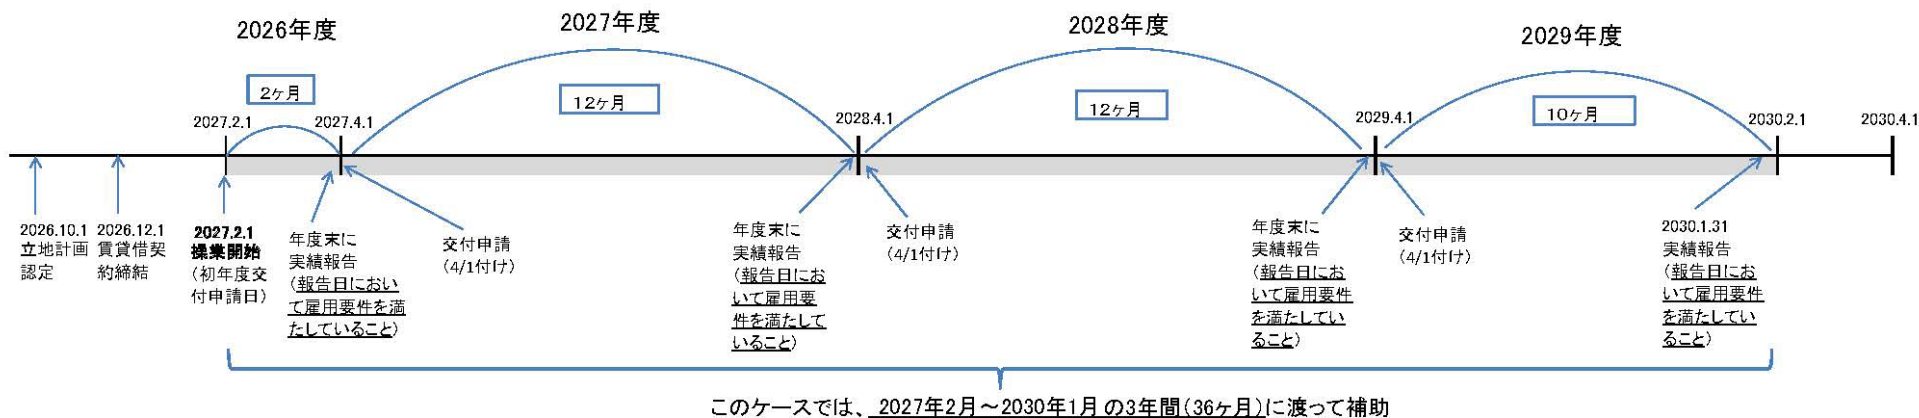 2026年度
2027年度
2028年度
2029年度
2ヶ月
12ヶ月
12ヶ月
10ヶ月
2027.2.1
2027.4.1
2028.4.1
2029.4.1
2030.2.1
2030.4.1
2026.10.1
立地計画
認定
2026.12.1
賃貸借契
約締結
2027.2.1
操業開始
(初年度交
付申請日)
年度末に
実績報告
(報告日におい
て雇用要件を満
たしていること)
交付申請
(4/1付け)
年度末に
実績報告
(報告日にお
いて雇用要
件を満たして
いること)
交付申請
(4/1付け)
年度末に
実績報告
(報告日にお
いて雇用要件
を満たしてい
ること)
交付申請
(4/1付け)
2030.1.31
実績報告
(報告日にお
いて雇用要件
を満たしてい
ること)
このケースでは、2027年2月～2030年1月の3年間(36ヶ月)に渡って補助